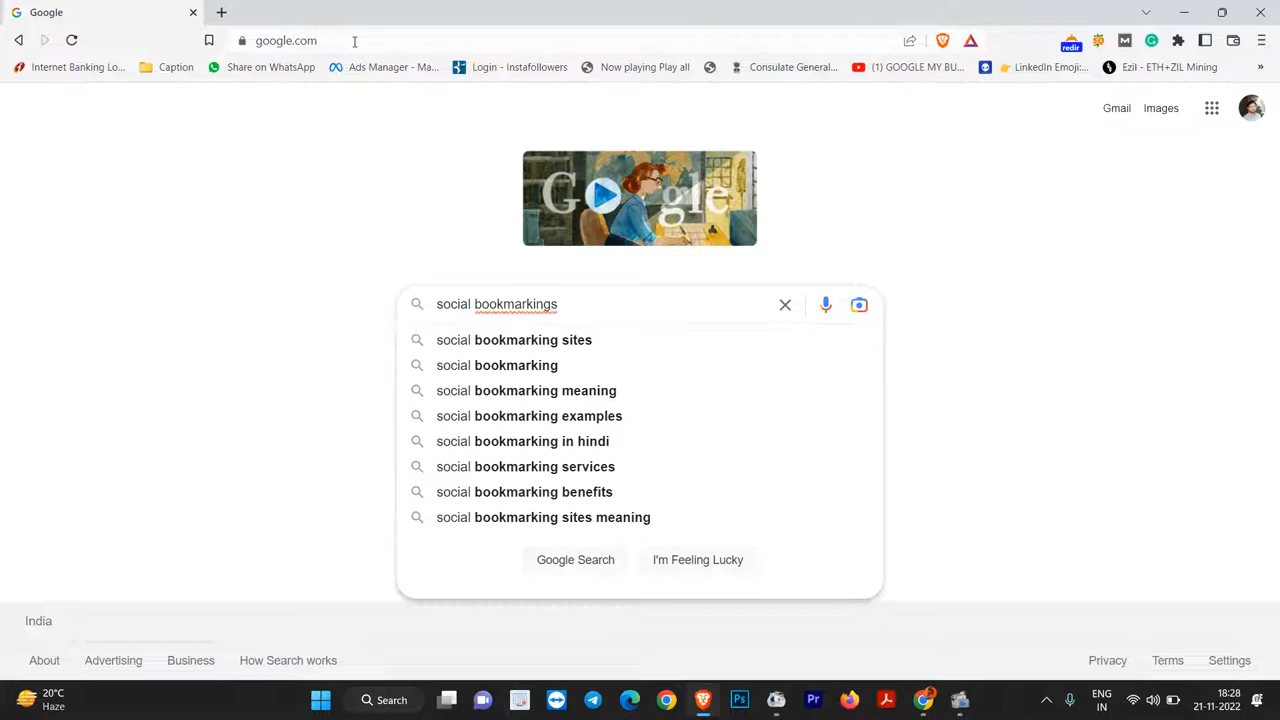 Google
google.com
redir
Internet Banking Lo...
Caption
Share on WhatsApp
Ads Manager - Ma...
Login - Instafollowers
Now playing Play all
Consulate General...
(1) GOOGLE MY BU...
LinkedIn Emoji:...
Ezil - ETH+ZIL Mining
»
Gmail
Images
Google
social bookmarkings
social bookmarking sites
social bookmarking
social bookmarking meaning
social bookmarking examples
social bookmarking in hindi
social bookmarking services
social bookmarking benefits
social bookmarking sites meaning
Google Search
I'm Feeling Lucky
India
About
Advertising
Business
How Search works
Privacy
Terms
Settings
20°C
Haze
Search
Ps
Pr
ENG
IN
18:28
21-11-2022